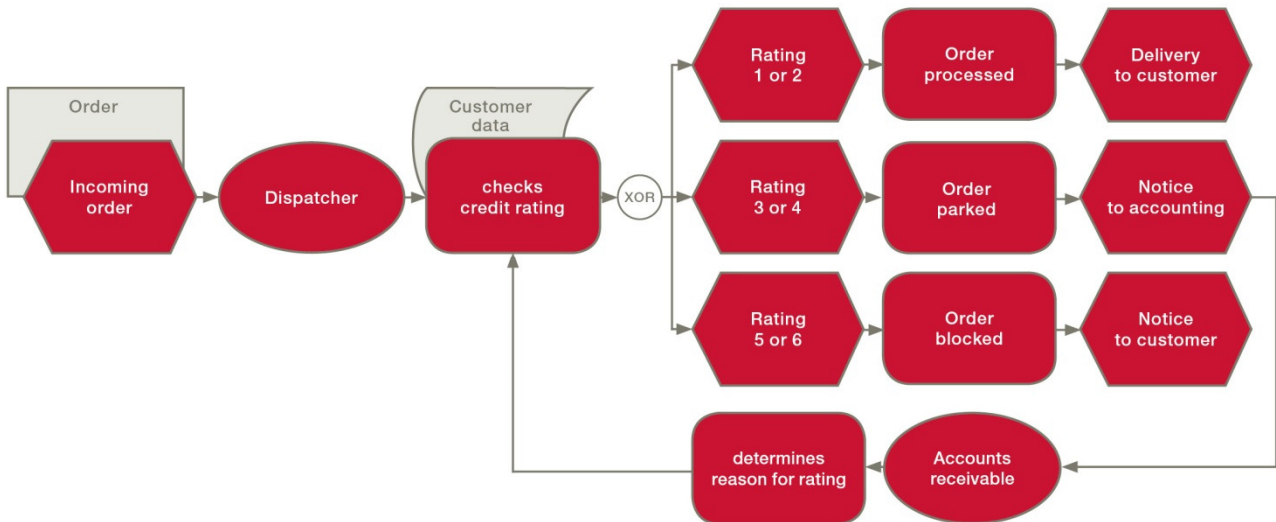 Order
Incoming
order
Dispatcher
Customer
data
checks
credit rating
XOR
Rating
1 or 2
Order
processed
Delivery
to customer
Rating
3 or 4
Order
parked
Notice
to accounting
Rating
5 or 6
Order
blocked
Notice
to customer
determines
reason for rating
Accounts
receivable